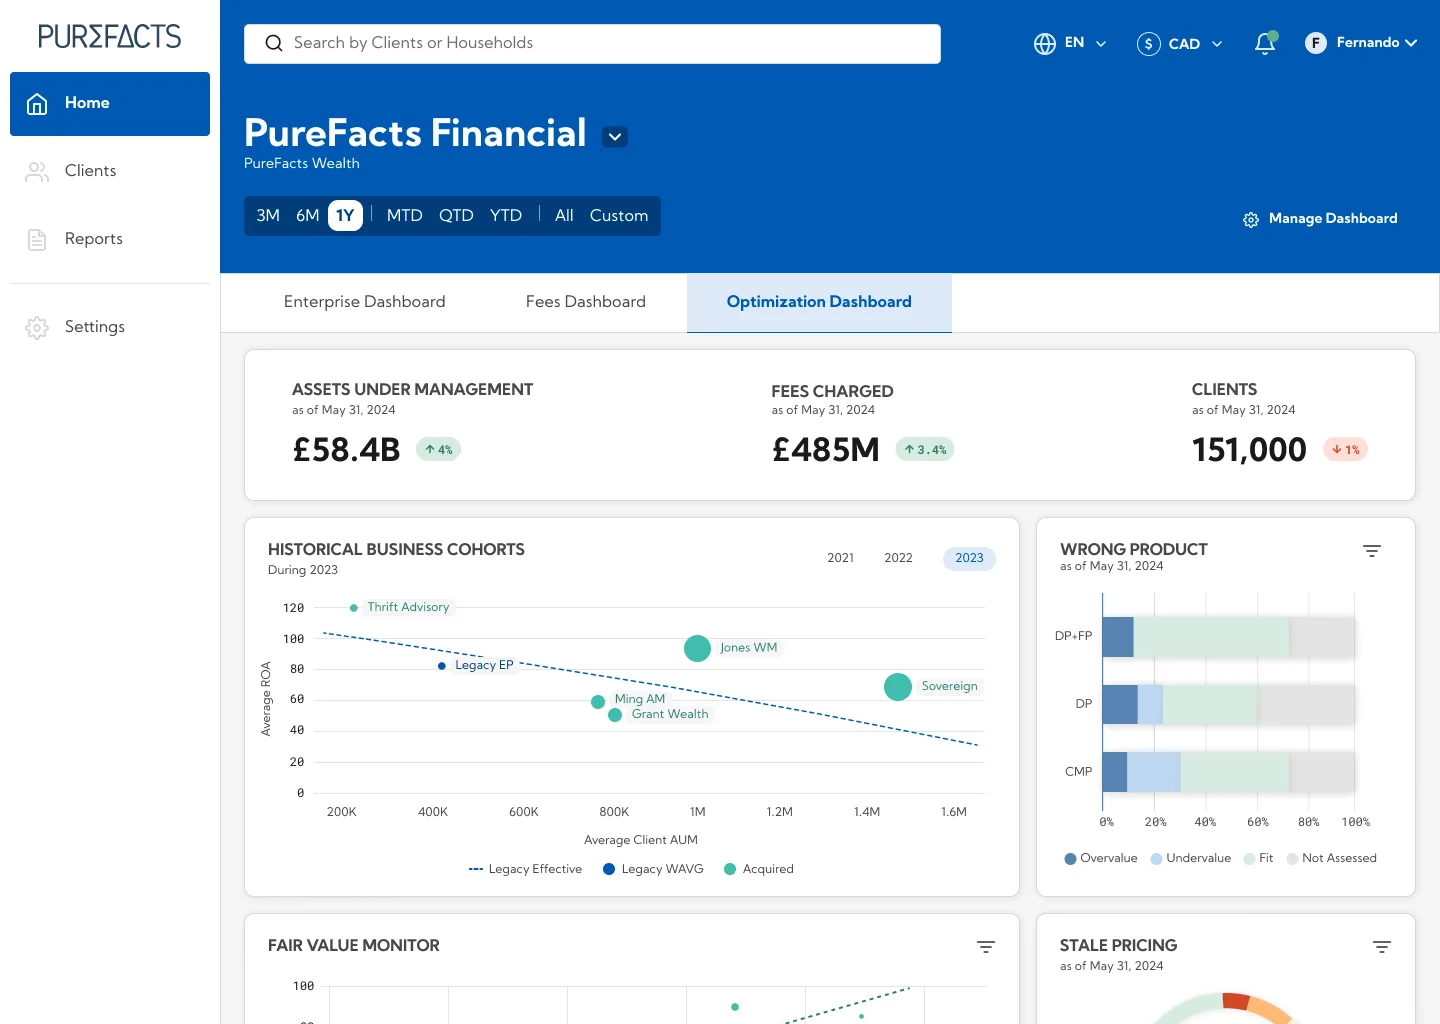 PUREFACTS
Search by Clients or Households
EN
$ CAD
F Fernando
Home
Clients
Reports
Settings
PureFacts Financial
PureFacts Wealth
3M 6M 1Y MTD QTD YTD All Custom
Manage Dashboard
Enterprise Dashboard Fees Dashboard Optimization Dashboard
ASSETS UNDER MANAGEMENT
as of May 31, 2024
£58.4B 4%
FEES CHARGED
as of May 31, 2024
£485M 3.4%
CLIENTS
as of May 31, 2024
151,000 1%
HISTORICAL BUSINESS COHORTS
During 2023
2021 2022 2023
120
100
80
60
40
20
0
Average ROA
Thrift Advisory
Legacy EP
Jones WM
Ming AM
Grant Wealth
Sovereign
200K 400K 600K 800K 1M 1.2M 1.4M 1.6M
Average Client AUM
Legacy Effective Legacy WAVG Acquired
WRONG PRODUCT
as of May 31, 2024
DP+FP
DP
CMP
0% 20% 40% 60% 80% 100%
Overvalue Undervalue Fit Not Assessed
FAIR VALUE MONITOR
100
STALE PRICING
as of May 31, 2024